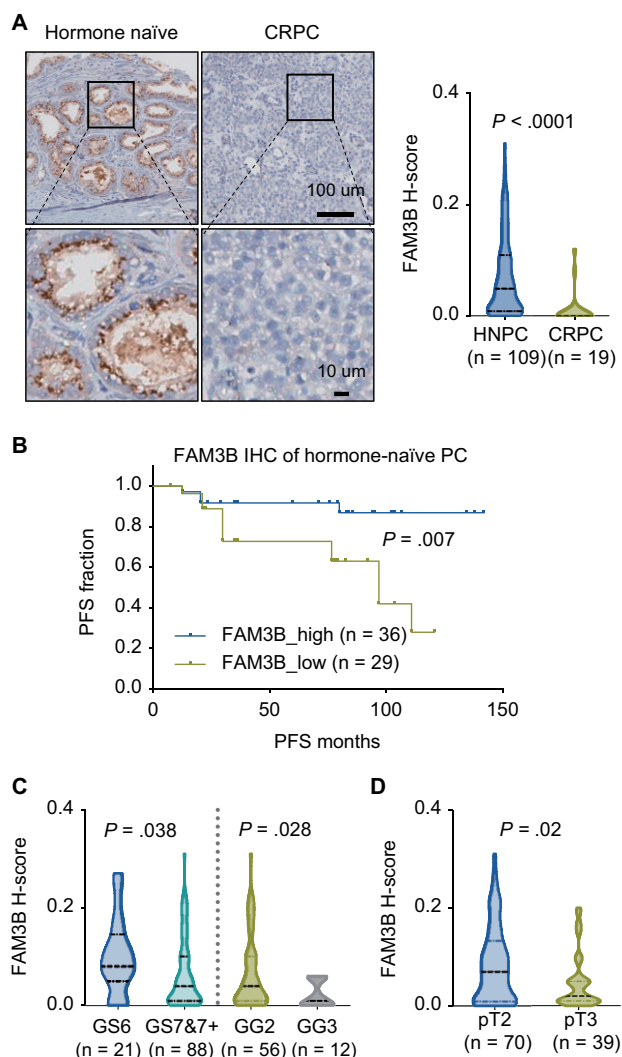 A
Hormone naïve
CRPC
100 um
10 um
FAM3B H-score
0.4
0.2
0.0
P < .0001
HNPC
CRPC
(n = 109)
(n = 19)
B
FAM3B IHC of hormone-naïve PC
PFS fraction
1.0
0.8
0.6
0.4
0.2
0.0
P = .007
FAM3B_high (n = 36)
FAM3B_low (n = 29)
0
50
100
150
PFS months
C
FAM3B H-score
0.4
0.2
0.0
P = .038
P = .028
GS6
GS7&7+
GG2
GG3
(n = 21)
(n = 88)
(n = 56)
(n = 12)
D
FAM3B H-score
0.4
0.2
0.0
P = .02
pT2
pT3
(n = 70)
(n = 39)